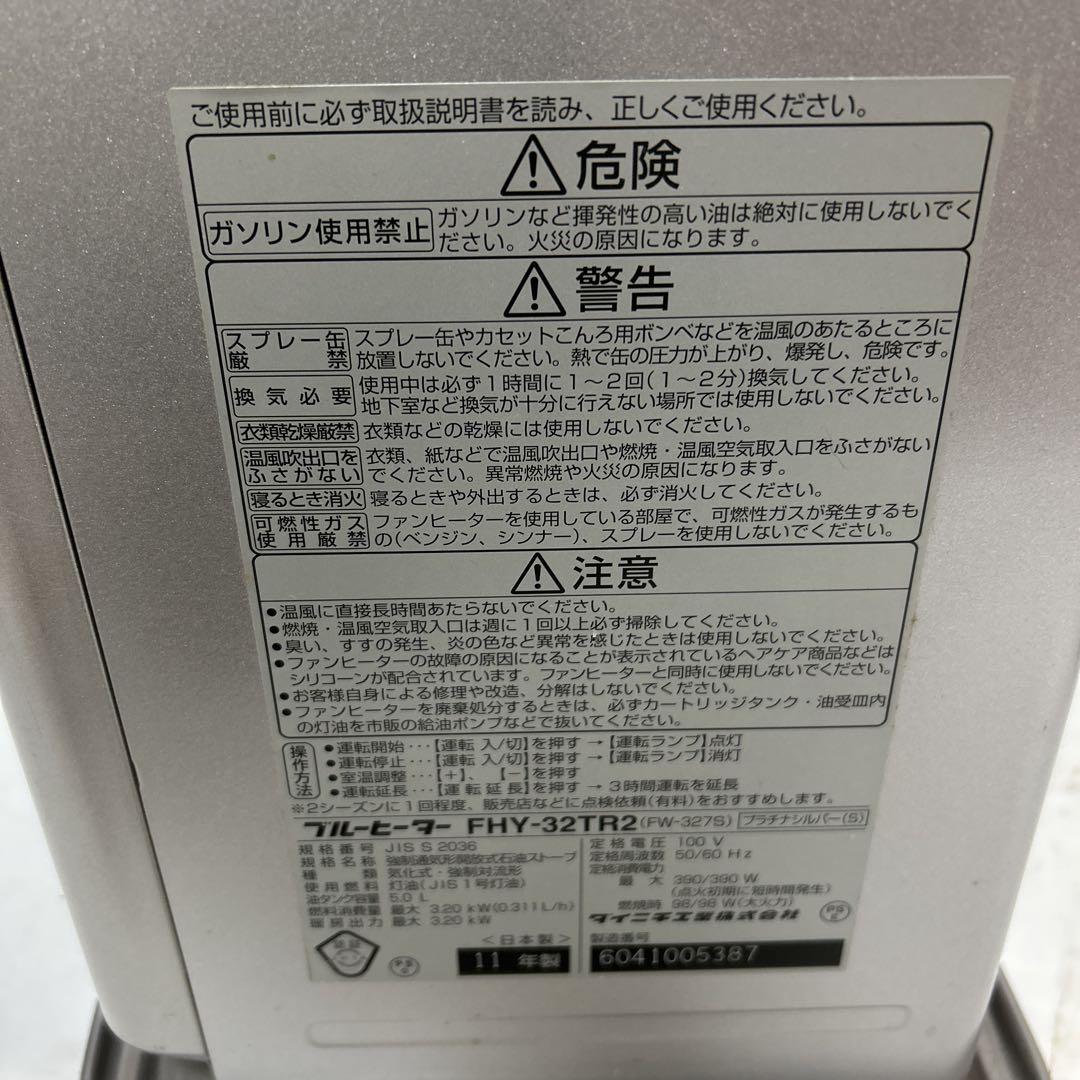 ご使用前に必ず取扱説明書を読み、正しくご使用ください。
危険
ガソリン使用禁止
ガソリンなど揮発性の高い油は絶対に使用しないでく
ださい。火災の原因になります。
警告
スプレー缶
厳禁
スプレー缶やカセットこんろ用ボンベなどを温風のあたるところに
放置しないでください。熱で缶の圧力が上がり、爆発し、危険です。
換気必要
使用中は必ず1時間に1～2回(1～2分)換気してください。
地下室など換気が十分に行えない場所では使用しないでください。
衣類乾燥厳禁
衣類などの乾燥には使用しないでください。
温風吹出口を
ふさがない
衣類、紙などで温風吹出口や燃焼・温風空気取入口をふさがない
でください。異常燃焼や火災の原因になります。
寝るとき消火
寝るときや外出するときは、必ず消火してください。
可燃性ガス
使用厳禁
ファンヒーターを使用している部屋で、可燃性ガスが発生するも
の(ベンジン、シンナー)、スプレーを使用しないでください。
注意
●温風に直接長時間あたらないでください。
●燃焼・温風空気取入口は週に1回以上必ず掃除してください。
●臭い、すすの発生、炎の色など異常を感じたときは使用しないでください。
●ファンヒーターの故障の原因になることが表示されているヘアケア商品などは
シリコーンが配合されています。ファンヒーターと同時に使用しないでください。
●お客様自身による修理や改造、分解はしないでください。
●ファンヒーターを廃棄処分するときは、必ずカートリッジタンク・油受皿内
の灯油を市販の給油ポンプなどで抜いてください。
操作方法
●運転開始･･･【運転 入/切】を押す → 【運転ランプ】点灯
●運転停止･･･【運転 入/切】を押す → 【運転ランプ】消灯
●室温調整･･･【+】、【-】を押す
●運転延長･･･【運転延長】を押す → 3時間運転を延長
※2シーズンに1回程度、販売店などに点検依頼(有料)をおすすめします。
ブルーヒーター FHY-32TR2(FW-327S) プラチナシルバー(S)
規格番号 JIS S 2036
規格名称 強制通気形開放式石油ストーブ
種類 気化式・強制対流形
使用燃料 灯油(JIS1号灯油)
油タンク容量 5.0 L
燃料消費量 最大 3.20 kW(0.311L/h)
暖房出力 最大 3.20 kW
定格電圧 100 V
定格周波数 50/60 Hz
定格消費電力
最大 390/390 W
(点火初期に短時間発生)
燃焼時 98/98 W(大火力)
ダイニチ工業株式会社
PS
<日本製>
11 年製
製造番号
6041005387